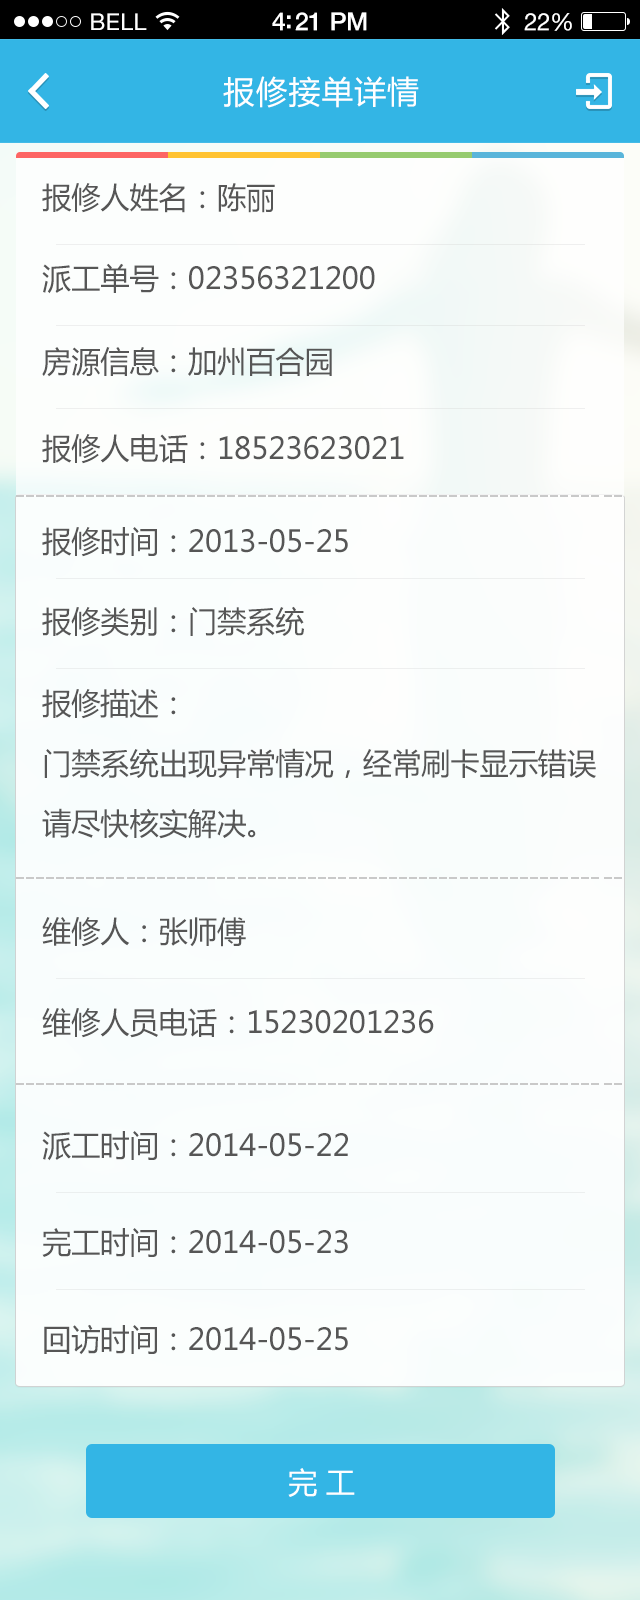 BELL 4:21 PM 22%
报修接单详情
报修人姓名：陈丽
派工单号：02356321200
房源信息：加州百合园
报修人电话：18523623021
报修时间：2013-05-25
报修类别：门禁系统
报修描述：
门禁系统出现异常情况，经常刷卡显示错误
请尽快核实解决。
维修人：张师傅
维修人员电话：15230201236
派工时间：2014-05-22
完工时间：2014-05-23
回访时间：2014-05-25
完工